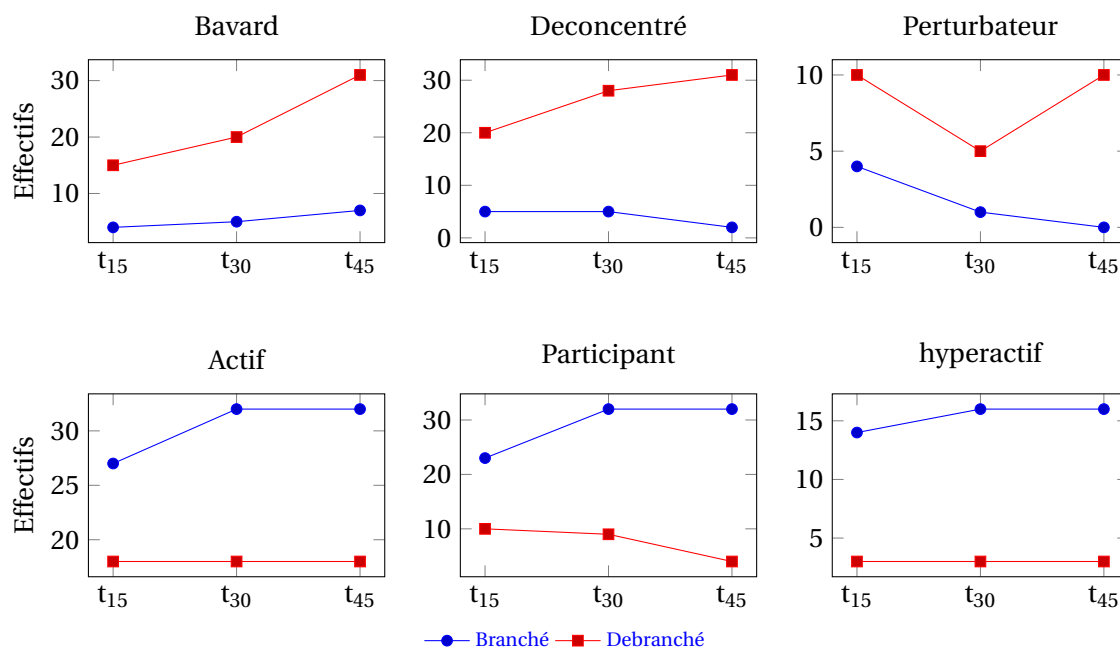 Bavard
Deconcentré
Perturbateur
Effectifs
30
20
10
t15 t30 t45
30
20
10
0
t15 t30 t45
10
5
0
t15 t30 t45
Actif
Participant
hyperactif
Effectifs
30
25
20
t15 t30 t45
30
20
10
t15 t30 t45
15
10
5
t15 t30 t45
Branché Debranché